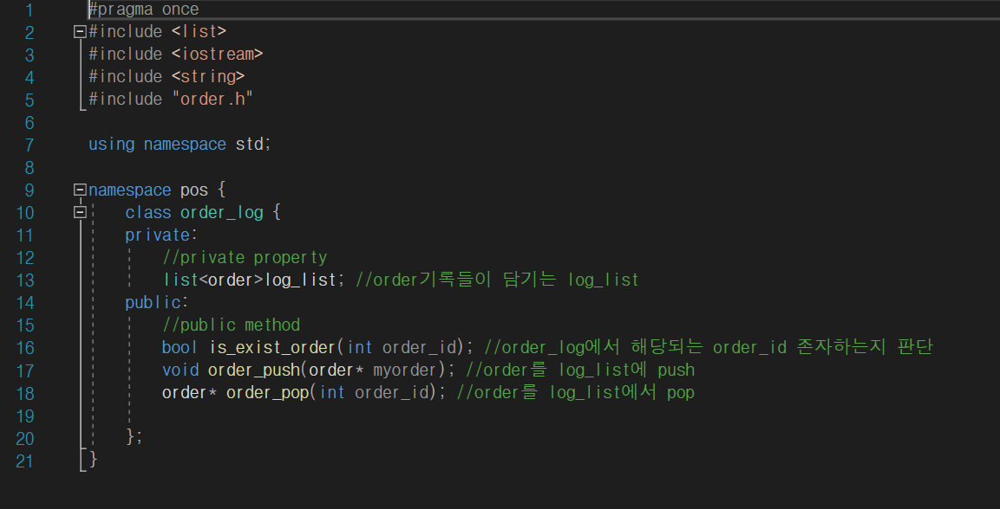 1 #pragma once
2 #include <list>
3 #include <iostream>
4 #include <string>
5 #include "order.h"
6
7 using namespace std;
8
9 namespace pos {
10 class order_log {
11 private:
12 //private property
13 list<order>log_list; //order기록들이 담기는 log_list
14 public:
15 //public method
16 bool is_exist_order(int order_id); //order_log에서 해당되는 order_id 존자하는지 판단
17 void order_push(order* myorder); //order를 log_list에 push
18 order* order_pop(int order_id); //order를 log_list에서 pop
19
20 };
21 }